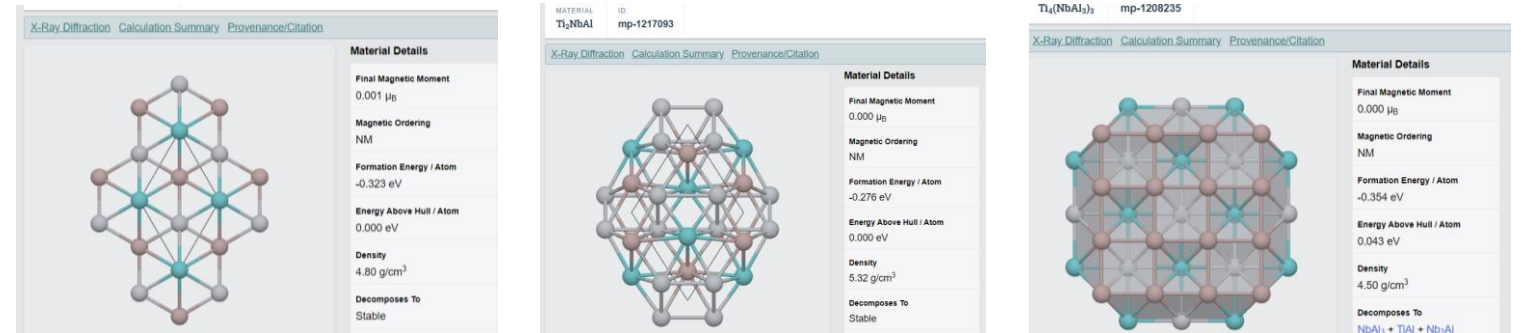 X-Ray Diffraction Calculation Summary Provenance/Citation
Material Details
Final Magnetic Moment
0.001 μB
Magnetic Ordering
NM
Formation Energy / Atom
-0.323 eV
Energy Above Hull / Atom
0.000 eV
Density
4.80 g/cm³
Decomposes To
Stable
MATERIAL ID:
Ti₂NbAl mp-1217093
X-Ray Diffraction Calculation Summary Provenance/Citation
Material Details
Final Magnetic Moment
0.000 μB
Magnetic Ordering
NM
Formation Energy / Atom
-0.276 eV
Energy Above Hull / Atom
0.000 eV
Density
5.32 g/cm³
Decomposes To
Stable
Ti₄(NbAl₃)₃ mp-1208235
X-Ray Diffraction Calculation Summary Provenance/Citation
Material Details
Final Magnetic Moment
0.000 μB
Magnetic Ordering
NM
Formation Energy / Atom
-0.354 eV
Energy Above Hull / Atom
0.043 eV
Density
4.50 g/cm³
Decomposes To
NbAl₃ + TiAl + Nb₂Al